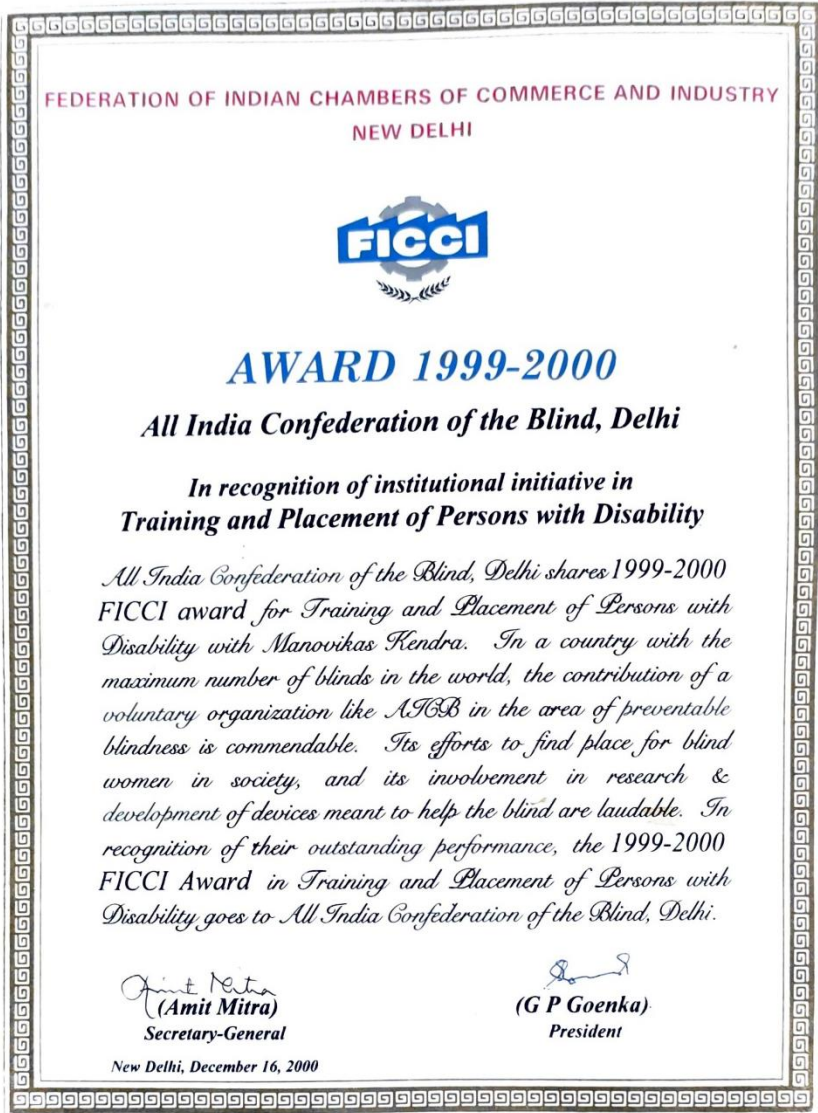 FEDERATION OF INDIAN CHAMBERS OF COMMERCE AND INDUSTRY
NEW DELHI
FICCI
AWARD 1999-2000
All India Confederation of the Blind, Delhi
In recognition of institutional initiative in
Training and Placement of Persons with Disability
All India Confederation of the Blind, Delhi shares 1999-2000
FICCI award for Training and Placement of Persons with
Disability with Manovikas Kendra. In a country with the
maximum number of blinds in the world, the contribution of a
voluntary organization like AICB in the area of preventable
blindness is commendable. Its efforts to find place for blind
women in society, and its involvement in research &
development of devices meant to help the blind are laudable. In
recognition of their outstanding performance, the 1999-2000
FICCI Award in Training and Placement of Persons with
Disability goes to All India Confederation of the Blind, Delhi.
Amit Mitra
(Amit Mitra)
Secretary-General
(G P Goenka)
President
New Delhi, December 16, 2000